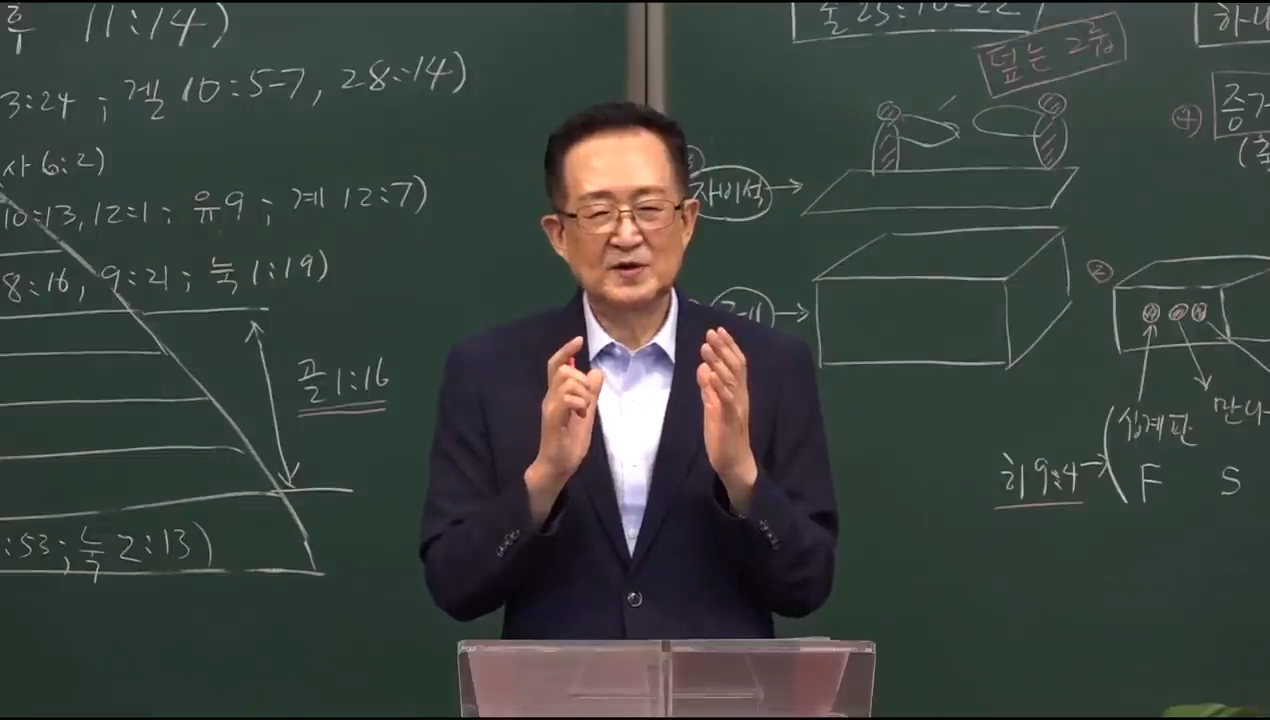 후 11:14)
3:24 ; 겔 10:5-7, 28:14)
사 6:2)
10:13, 12:1 ; 유9 ; 계 12:7)
8:16, 9:21 ; 눅 1:19)
골 1:16
:53 ; 눅 2:13)
출 25:10-22
덮는 그룹
자비석
하나
④ 증거
(출
②
십계판
만나
히 9:4 →
F S